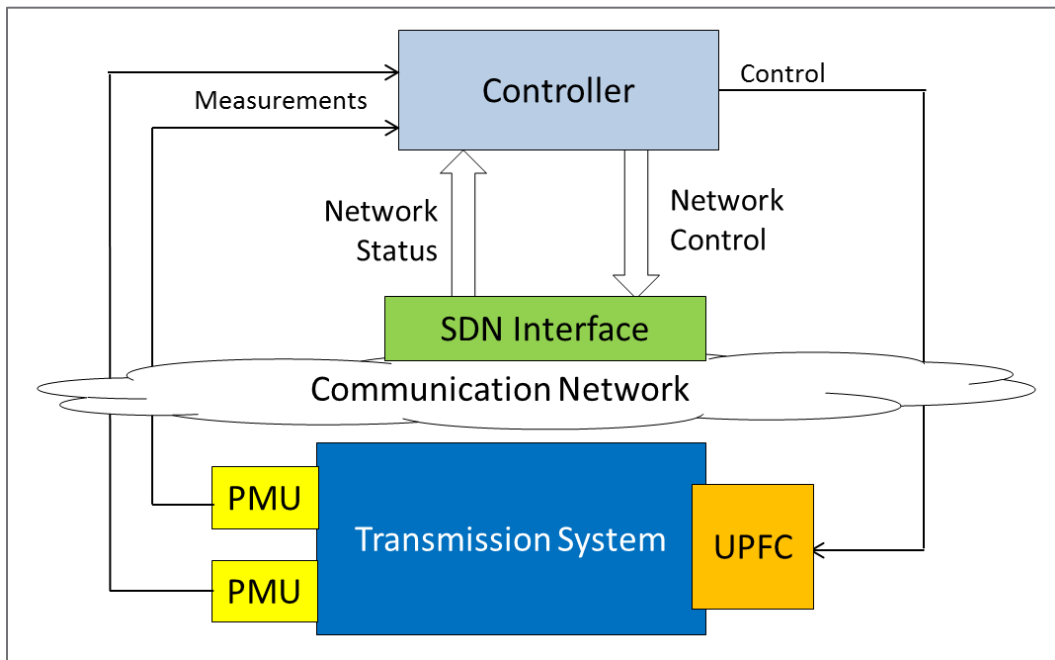 Controller
Control
Measurements
Network
Status
Network
Control
SDN Interface
Communication Network
PMU
Transmission System
UPFC
PMU